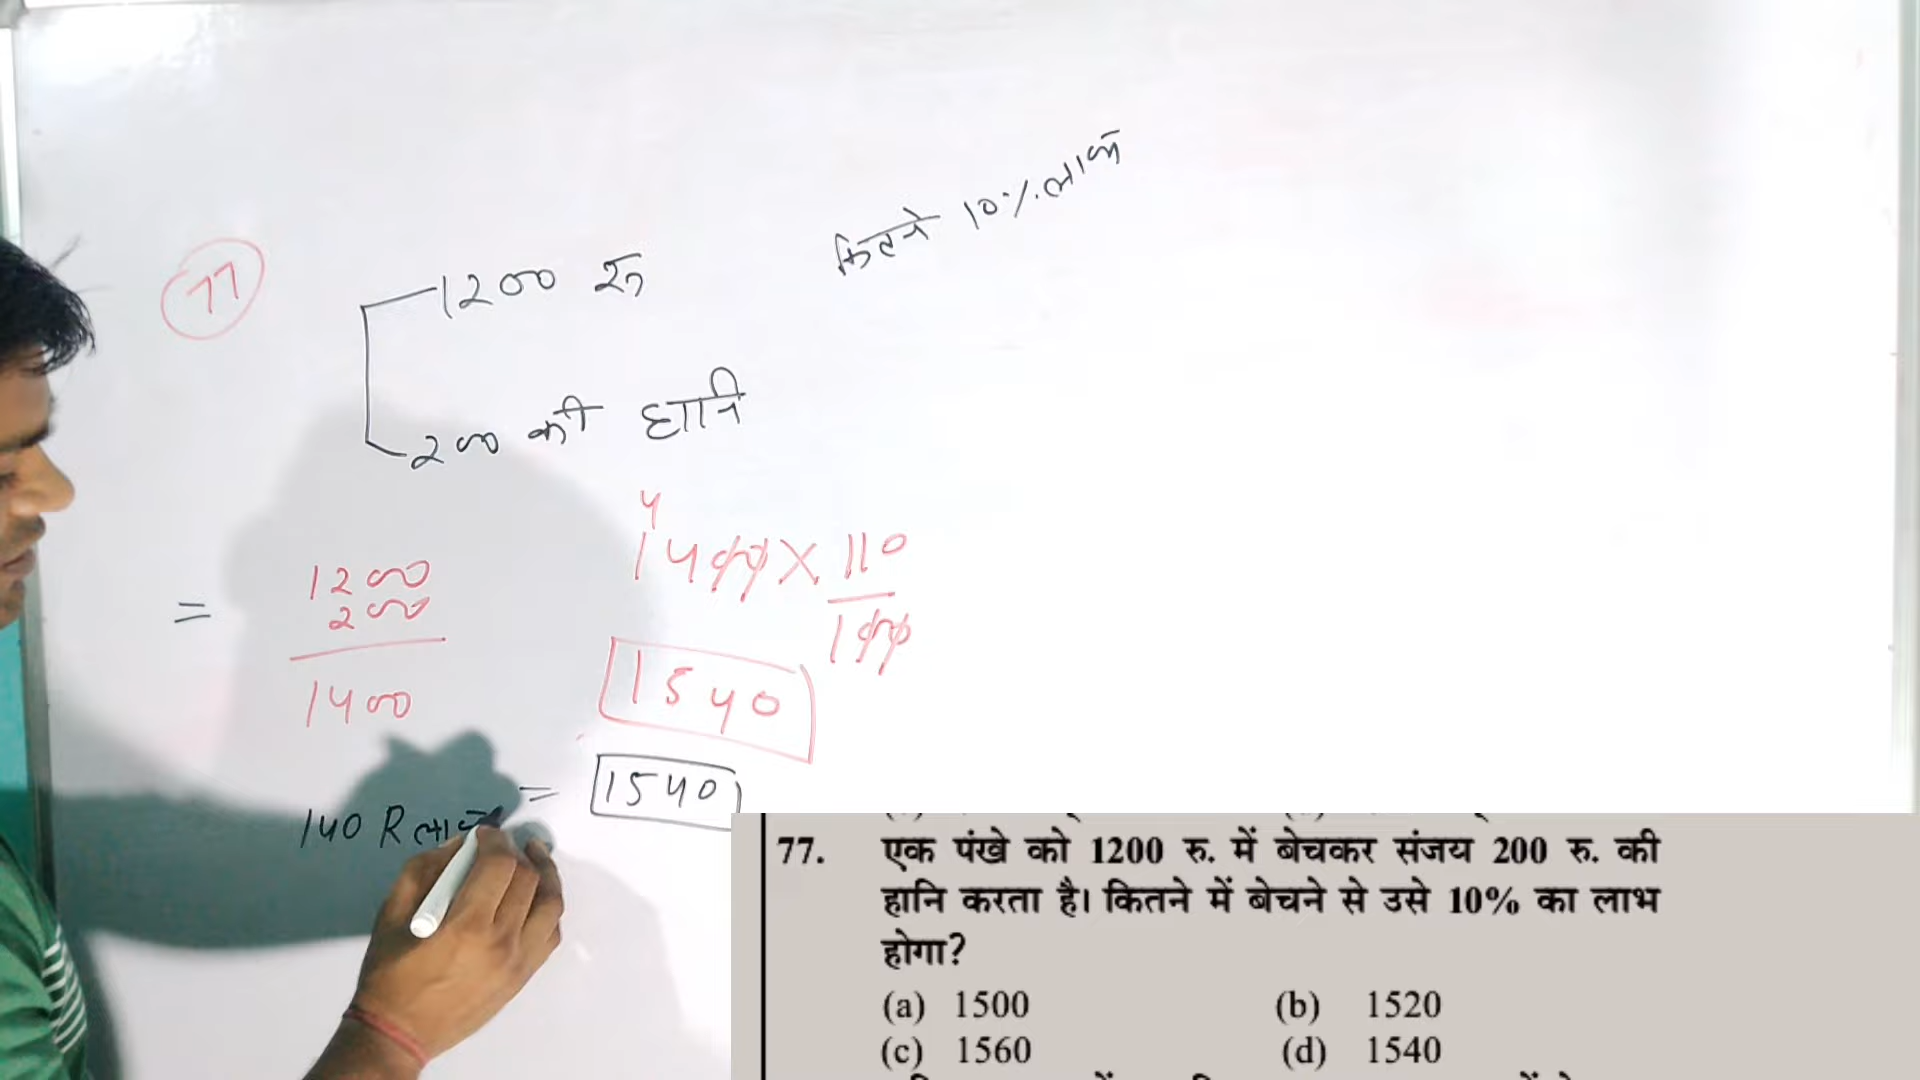 77
1200 रु
कितने 10% लाभ
200 की हानि
4
1400 × 110
100
= 1200
200
1400
1540
= 1540
140 R लाभ
77. एक पंखे को 1200 रु. में बेचकर संजय 200 रु. की
हानि करता है। कितने में बेचने से उसे 10% का लाभ
होगा?
(a) 1500 (b) 1520
(c) 1560 (d) 1540